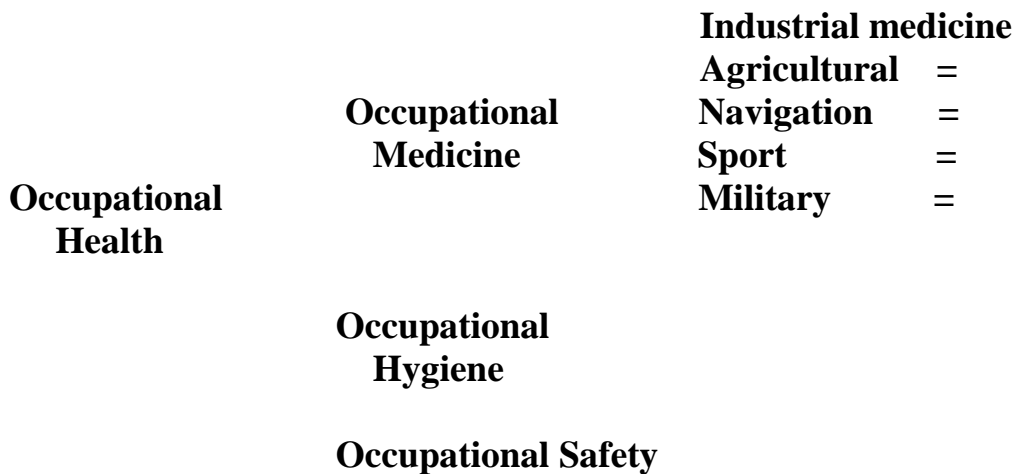 Industrial medicine
Agricultural =
Occupational Navigation =
Medicine Sport =
Occupational Military =
Health
Occupational
Hygiene
Occupational Safety